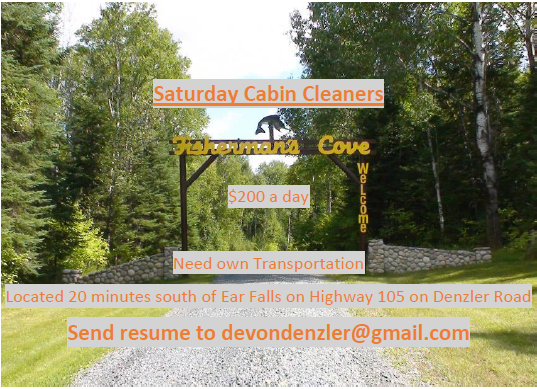 Saturday Cabin Cleaners
Fisherman's Cove
Welcome
$200 a day
Need own Transportation
Located 20 minutes south of Ear Falls on Highway 105 on Denzler Road
Send resume to devondenzler@gmail.com